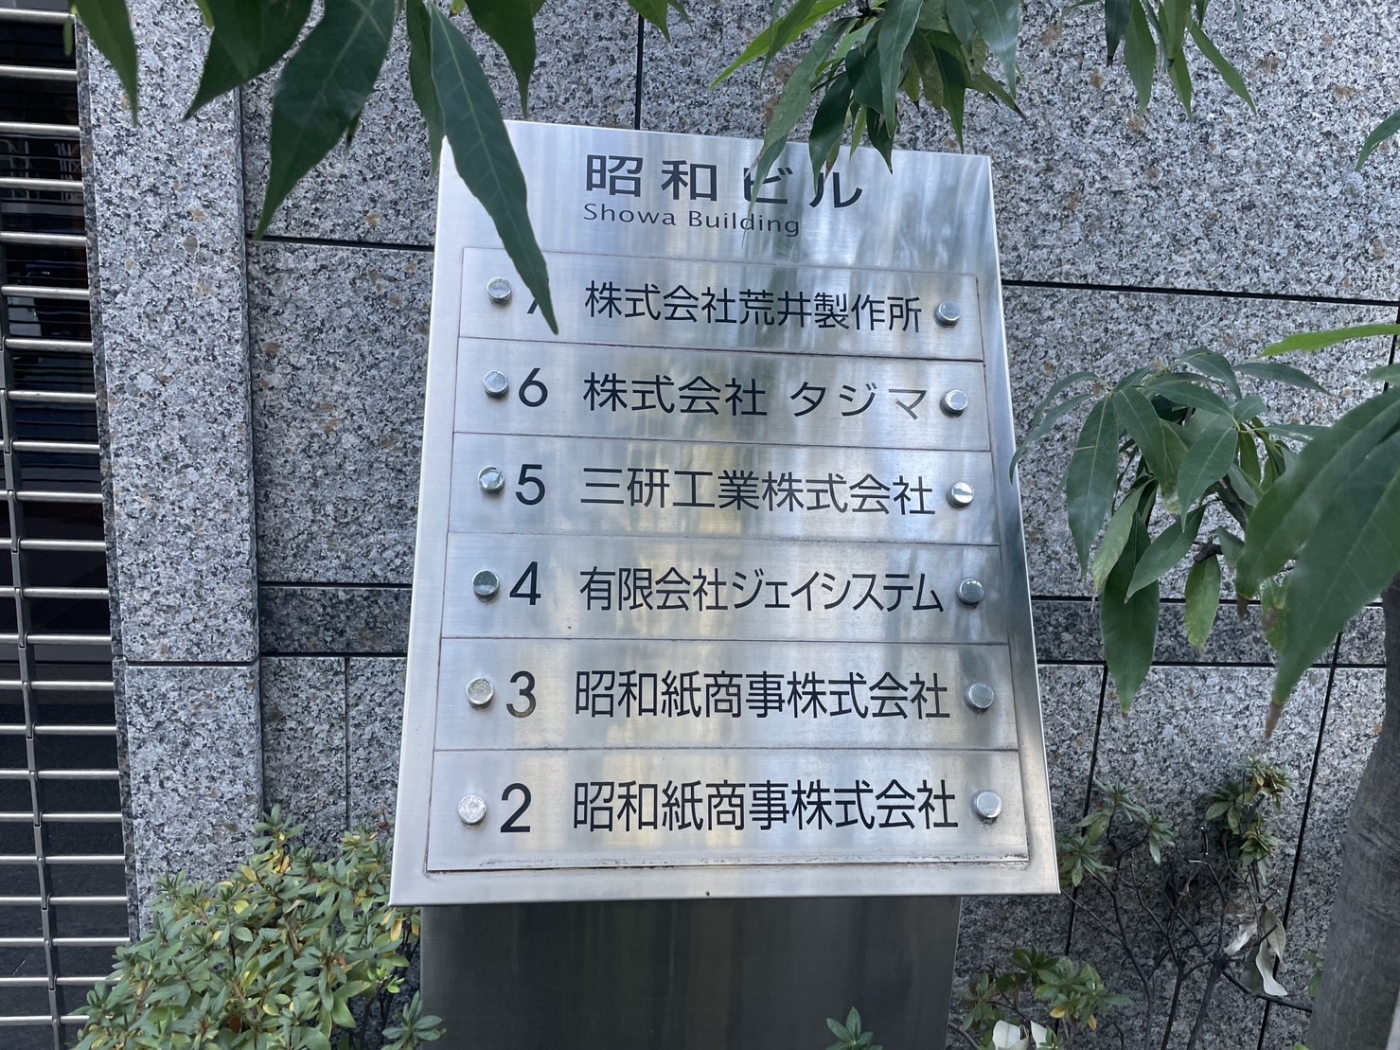 昭和ビル
Showa Building
7 株式会社荒井製作所
6 株式会社 タジマ
5 三研工業株式会社
4 有限会社ジェイシステム
3 昭和紙商事株式会社
2 昭和紙商事株式会社